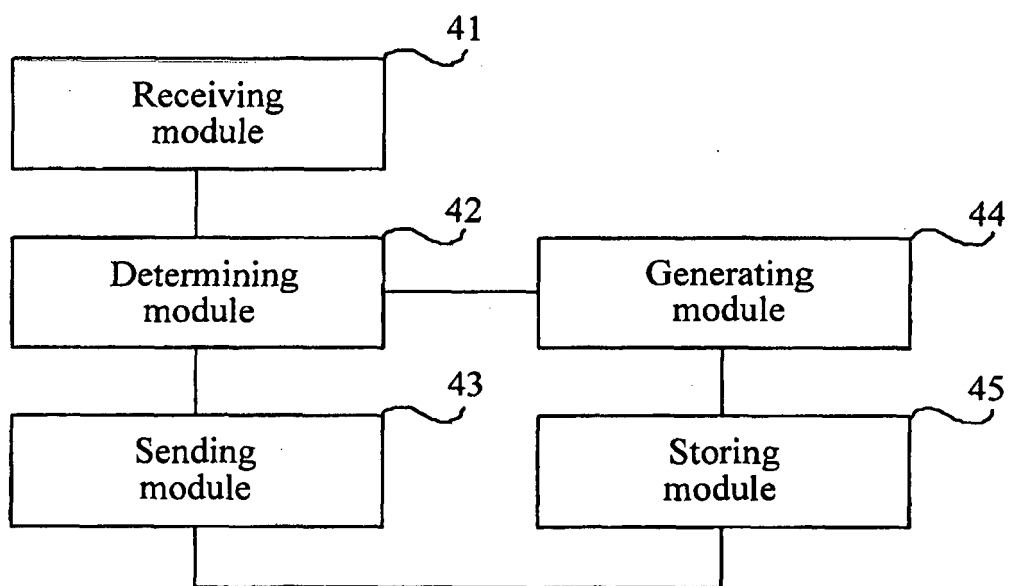 41
Receiving
module
42
Determining
module
44
Generating
module
43
Sending
module
45
Storing
module